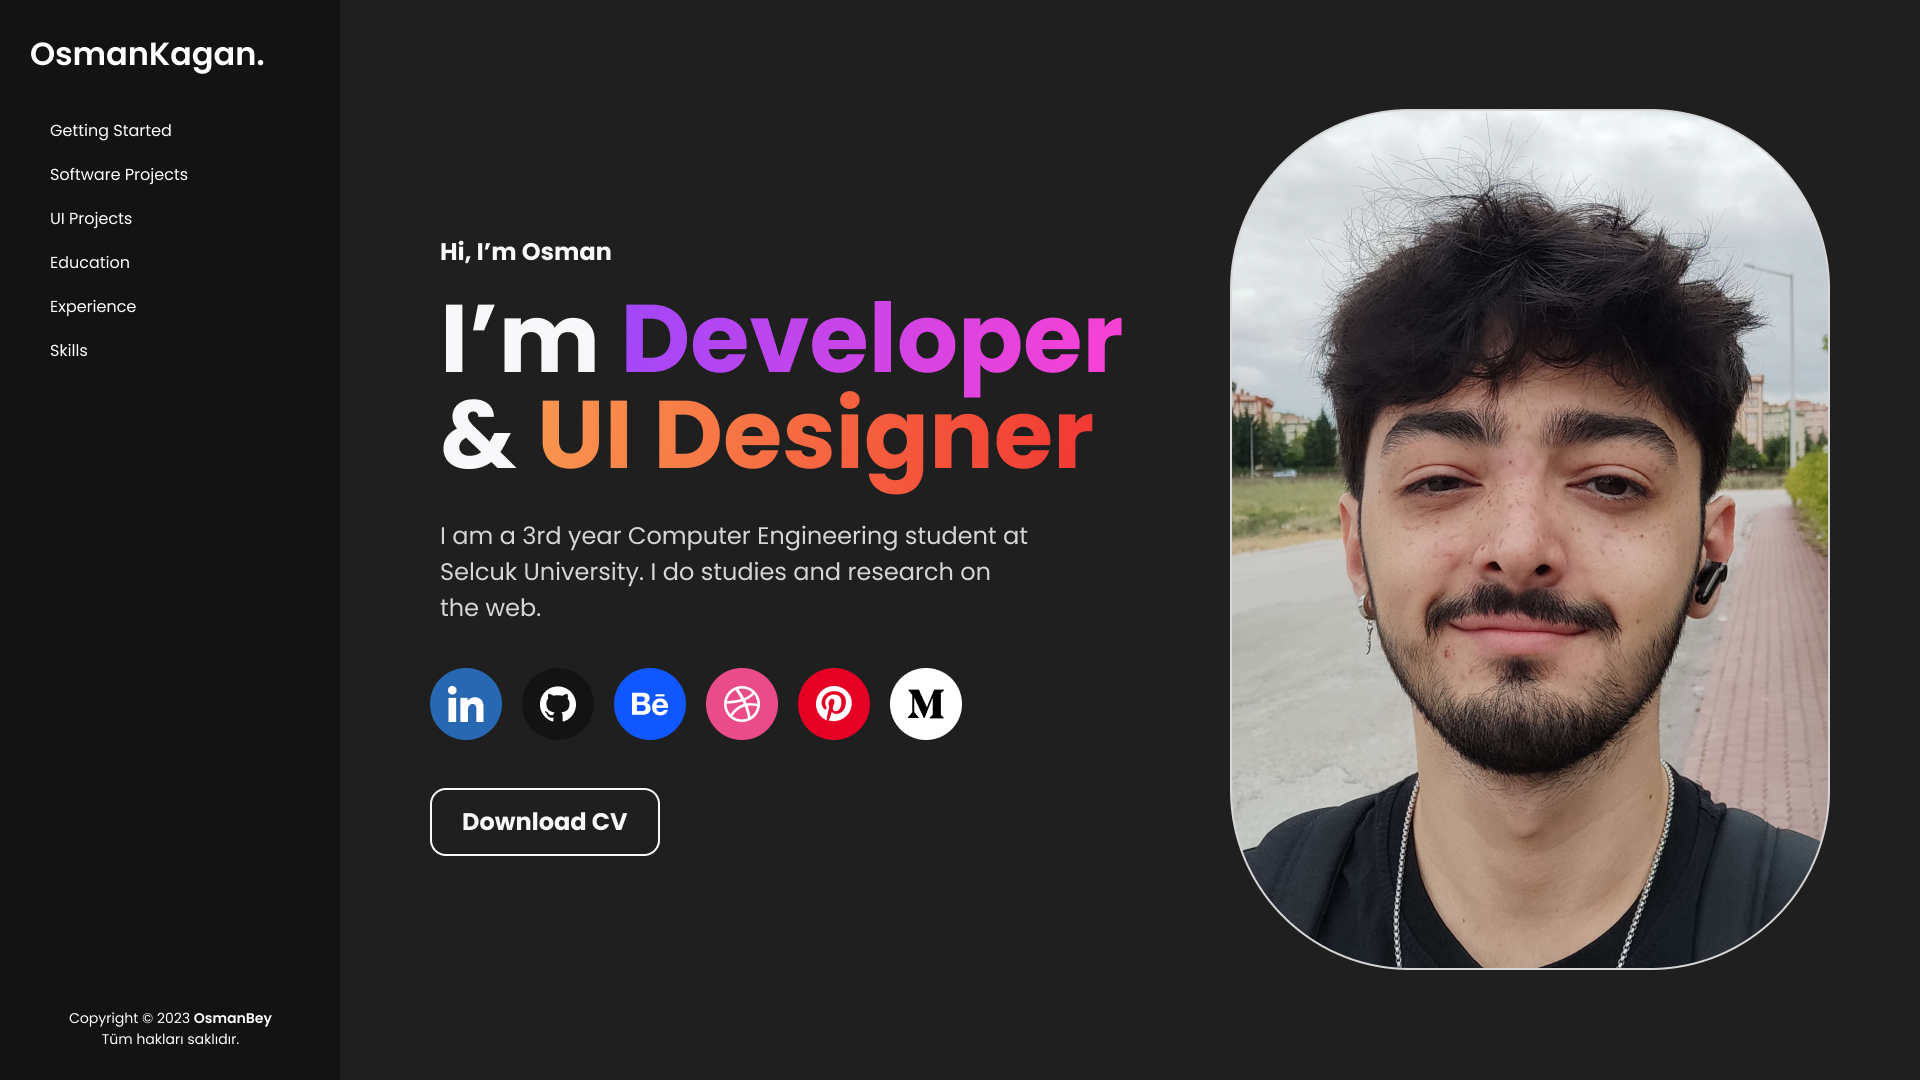 OsmanKagan.
Getting Started
Software Projects
UI Projects
Education
Experience
Skills
Hi, I’m Osman
I’m Developer
& UI Designer
I am a 3rd year Computer Engineering student at
Selcuk University. I do studies and research on
the web.
in
Bē
M
Download CV
Copyright © 2023 OsmanBey
Tüm hakları saklıdır.